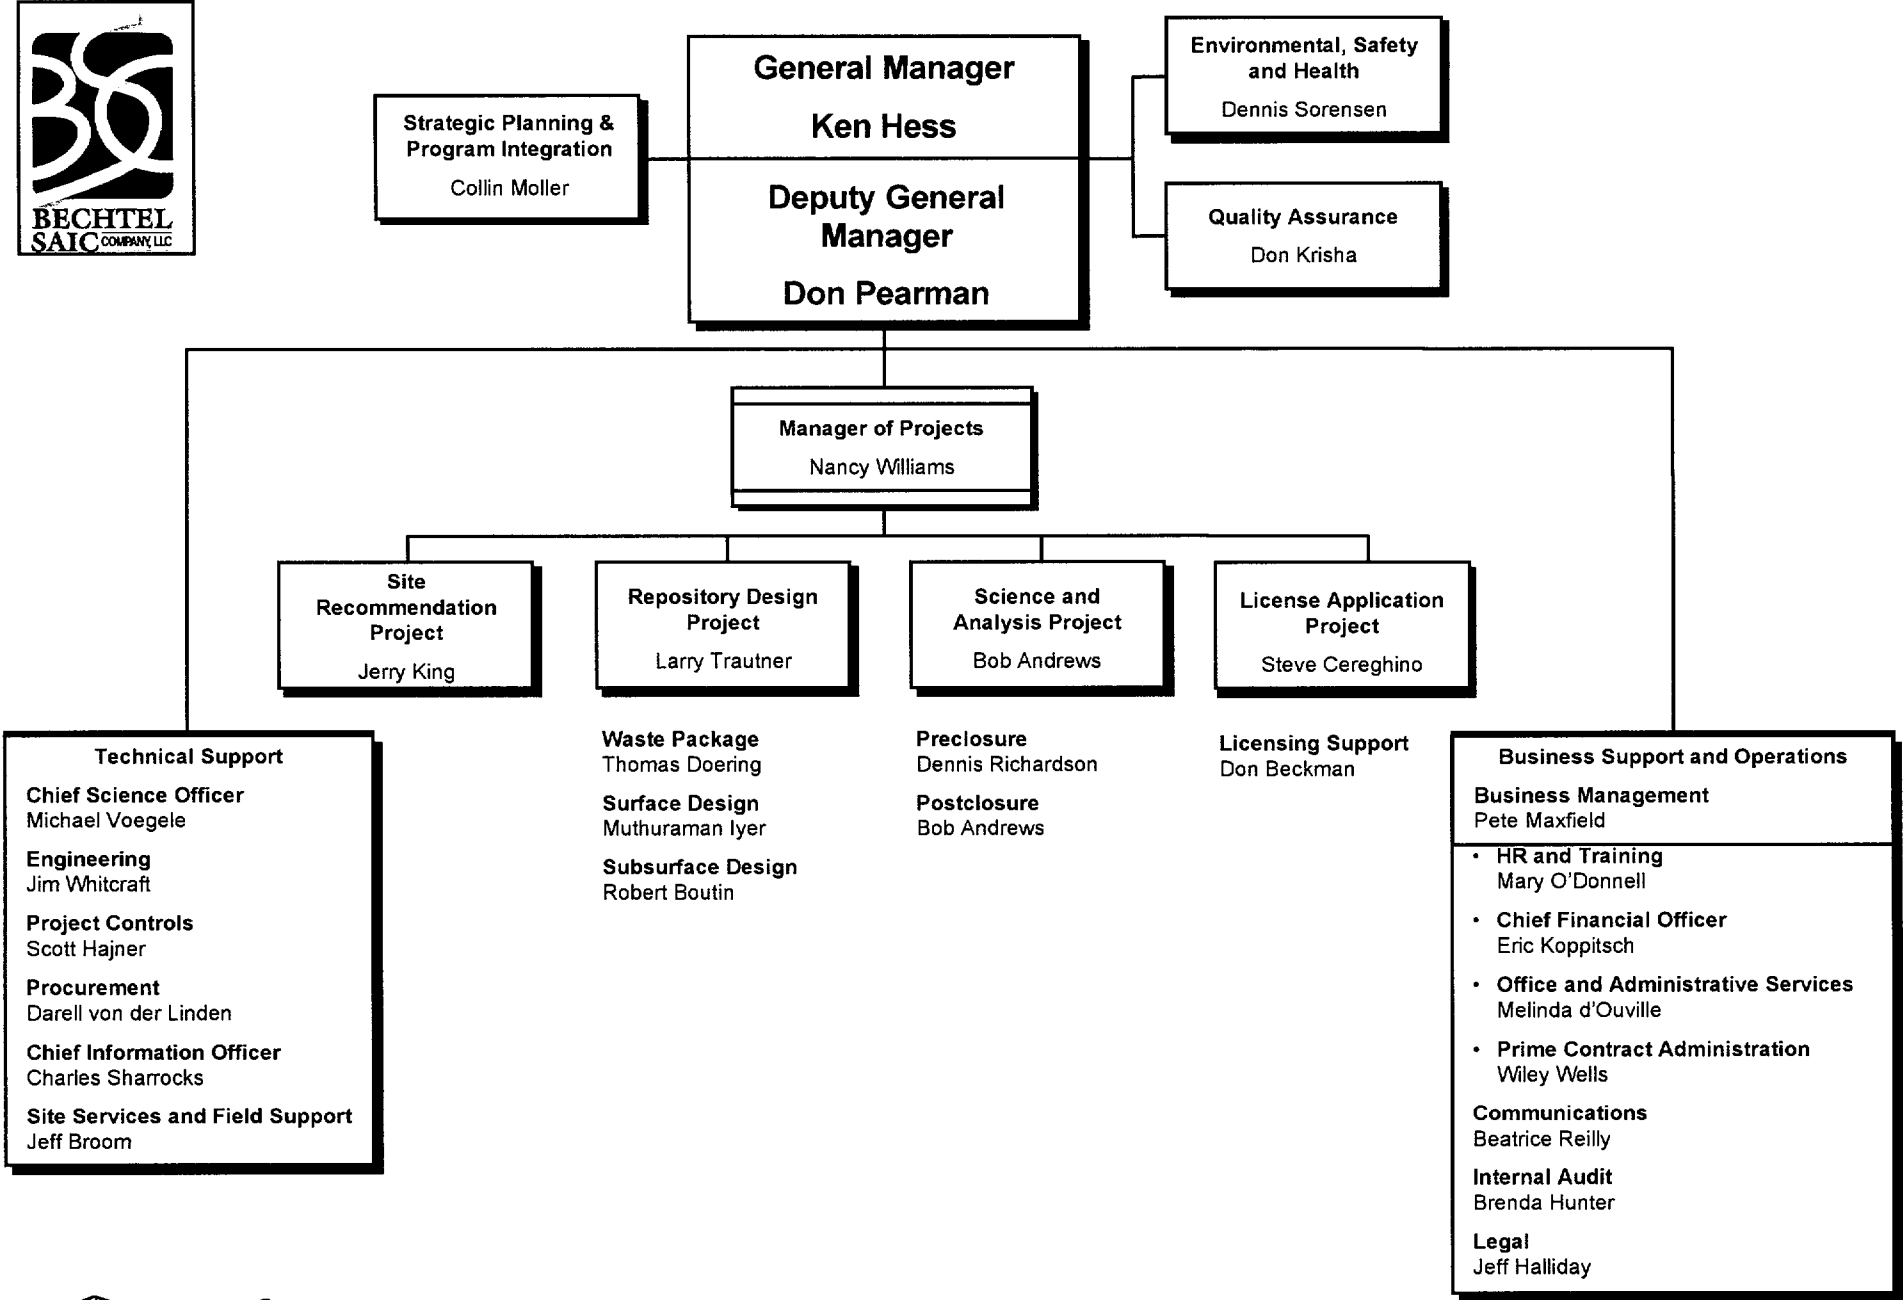 BECHTEL
SAIC COMPANY, LLC
Strategic Planning &
Program Integration
Collin Moller
General Manager
Ken Hess
Deputy General
Manager
Don Pearman
Environmental, Safety
and Health
Dennis Sorensen
Quality Assurance
Don Krisha
Manager of Projects
Nancy Williams
Site
Recommendation
Project
Jerry King
Repository Design
Project
Larry Trautner
Science and
Analysis Project
Bob Andrews
License Application
Project
Steve Cereghino
Waste Package
Thomas Doering
Surface Design
Muthuraman Iyer
Subsurface Design
Robert Boutin
Preclosure
Dennis Richardson
Postclosure
Bob Andrews
Licensing Support
Don Beckman
Technical Support
Chief Science Officer
Michael Voegele
Engineering
Jim Whitcraft
Project Controls
Scott Hajner
Procurement
Darell von der Linden
Chief Information Officer
Charles Sharrocks
Site Services and Field Support
Jeff Broom
Business Support and Operations
Business Management
Pete Maxfield
• HR and Training
Mary O'Donnell
• Chief Financial Officer
Eric Koppitsch
• Office and Administrative Services
Melinda d'Ouville
• Prime Contract Administration
Wiley Wells
Communications
Beatrice Reilly
Internal Audit
Brenda Hunter
Legal
Jeff Halliday